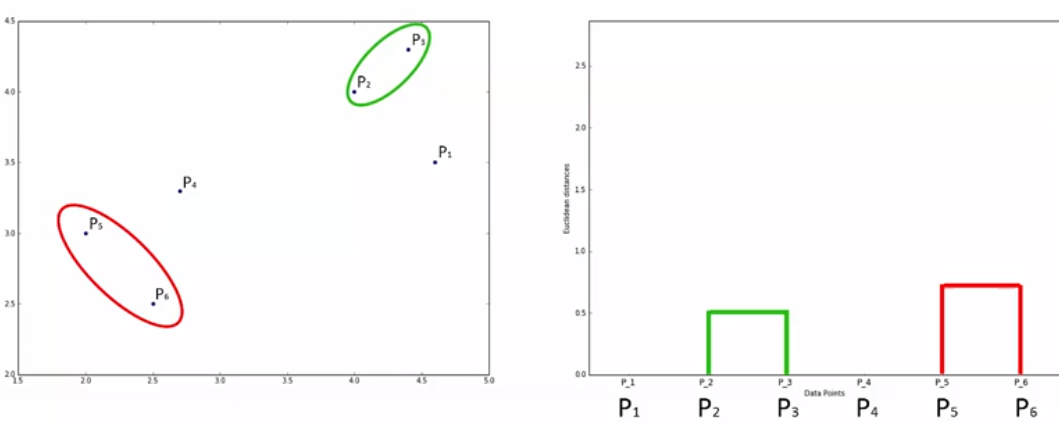 4.5
4.0
3.5
3.0
2.5
2.0
1.5 2.0 2.5 3.0 3.5 4.0 4.5 5.0
P3
P2
P1
P4
P5
P6
2.5
2.0
1.5
1.0
0.5
0.0
Euclidean distances
P_1 P_2 P_3 P_4 P_5 P_6
Data Points
P1 P2 P3 P4 P5 P6